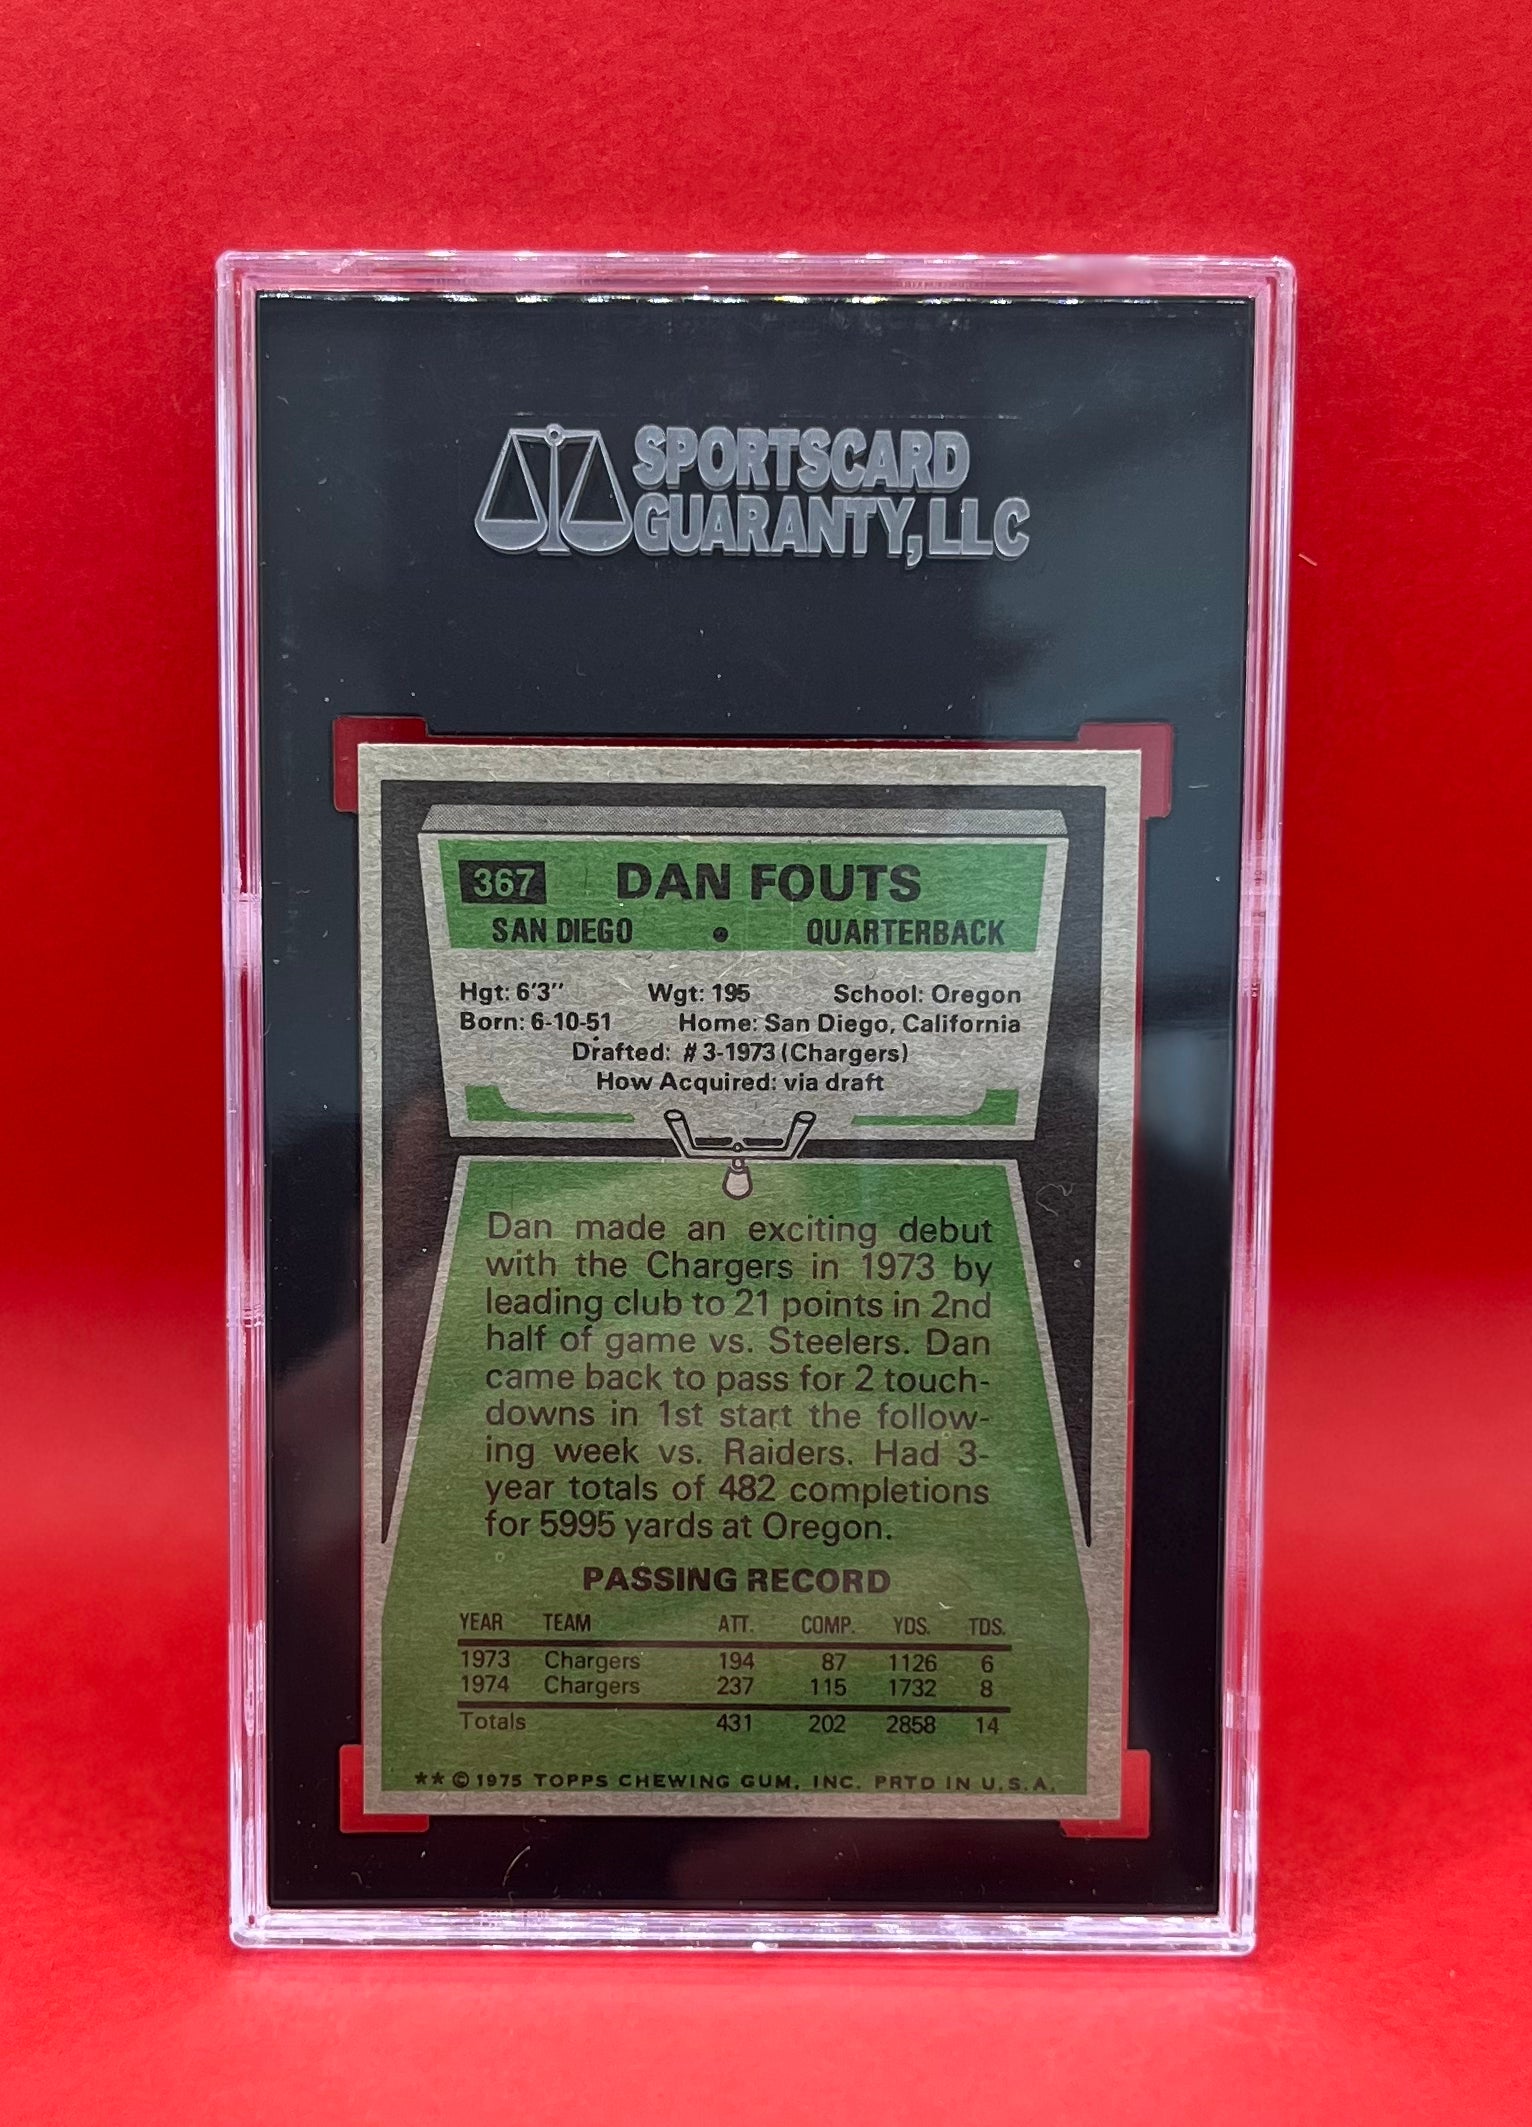 SPORTSCARD
GUARANTY, LLC
367 DAN FOUTS
SAN DIEGO • QUARTERBACK
Hgt: 6'3" Wgt: 195 School: Oregon
Born: 6-10-51 Home: San Diego, California
Drafted: #3-1973 (Chargers)
How Acquired: via draft
Dan made an exciting debut
with the Chargers in 1973 by
leading club to 21 points in 2nd
half of game vs. Steelers. Dan
came back to pass for 2 touch-
downs in 1st start the follow-
ing week vs. Raiders. Had 3-
year totals of 482 completions
for 5995 yards at Oregon.
PASSING RECORD
YEAR TEAM ATT. COMP. YDS. TDS.
1973 Chargers 194 87 1126 6
1974 Chargers 237 115 1732 8
Totals 431 202 2858 14
** © 1975 TOPPS CHEWING GUM, INC. PRTD IN U.S.A.